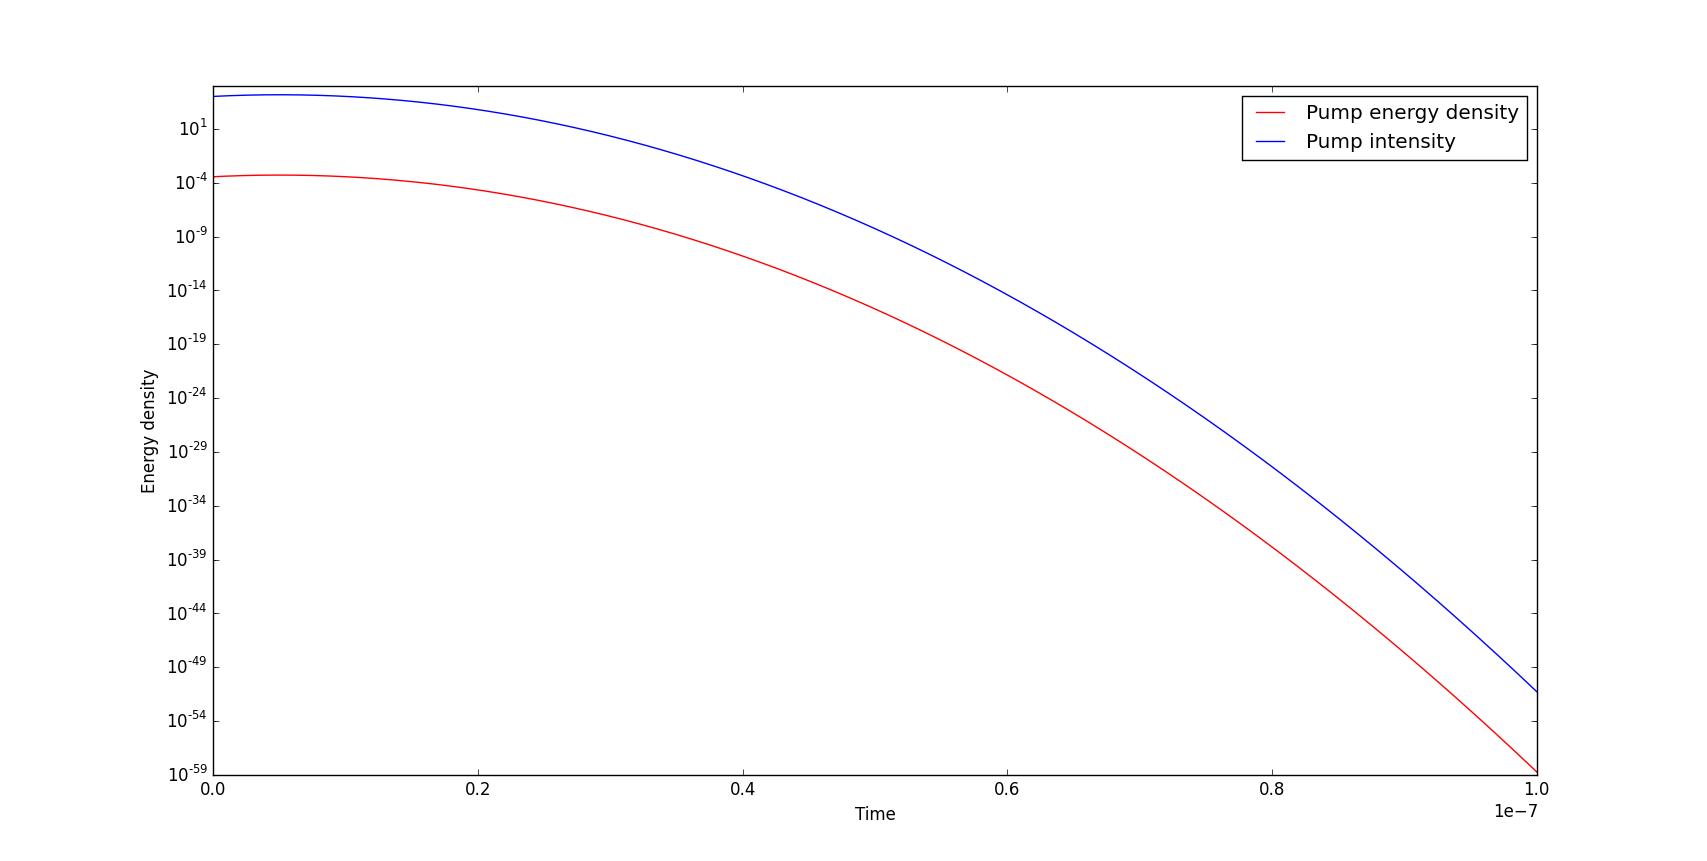 Pump energy density
Pump intensity
Energy density
10^1
10^-4
10^-9
10^-14
10^-19
10^-24
10^-29
10^-34
10^-39
10^-44
10^-49
10^-54
10^-59
0.0 0.2 0.4 0.6 0.8 1.0
1e−7
Time